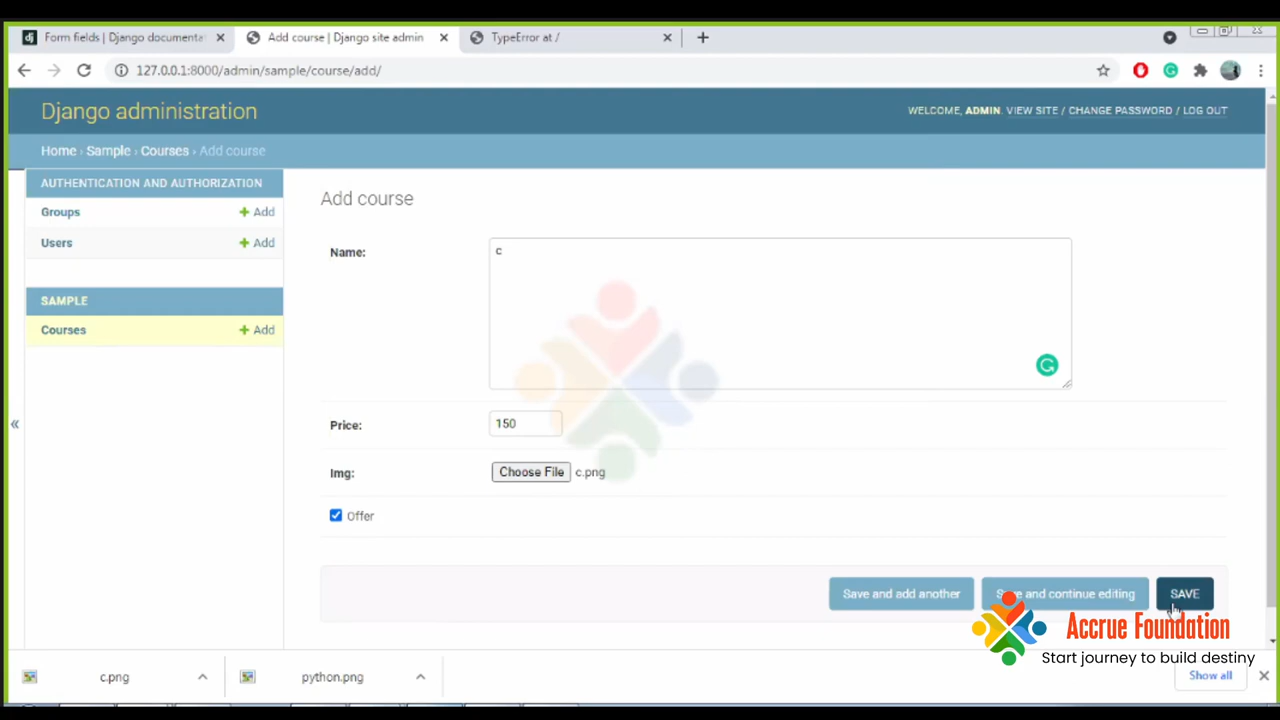 Form fields | Django documentat
Add course | Django site admin
TypeError at /
127.0.0.1:8000/admin/sample/course/add/
Django administration
WELCOME, ADMIN. VIEW SITE / CHANGE PASSWORD / LOG OUT
Home › Sample › Courses › Add course
AUTHENTICATION AND AUTHORIZATION
Groups + Add
Users + Add
SAMPLE
Courses + Add
«
Add course
Name: c
Price: 150
Img: Choose File c.png
Offer
Save and add another
and continue editing
SAVE
Accrue Foundation
Start journey to build destiny
c.png
python.png
Show all